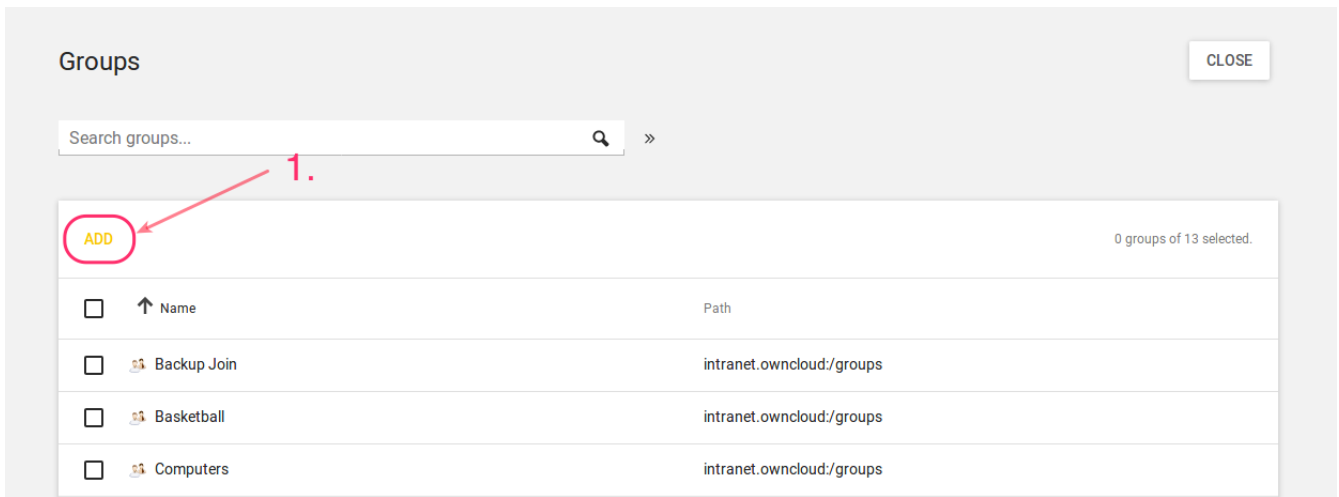 Groups
CLOSE
Search groups...
»
1.
ADD
0 groups of 13 selected.
Name Path
Backup Join intranet.owncloud:/groups
Basketball intranet.owncloud:/groups
Computers intranet.owncloud:/groups